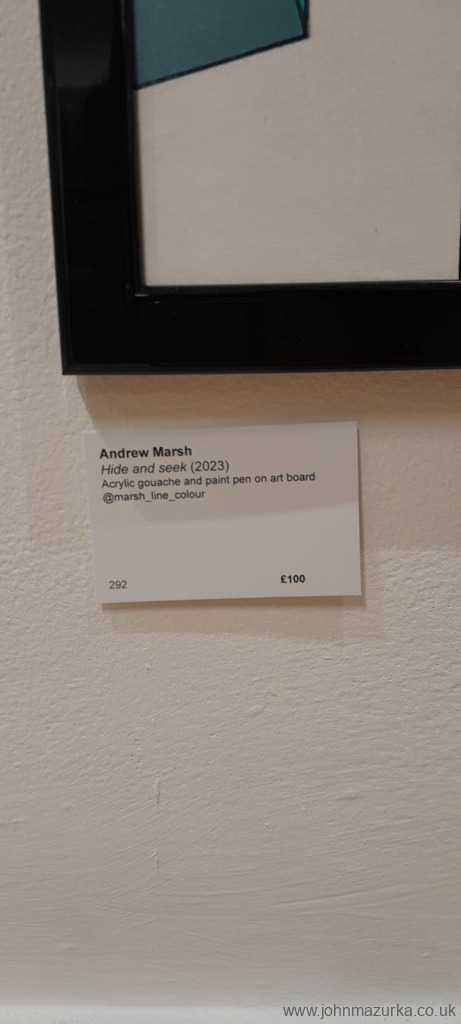 Andrew Marsh
Hide and seek (2023)
Acrylic gouache and paint pen on art board
@marsh_line_colour
292 £100
www.johnmazurka.co.uk